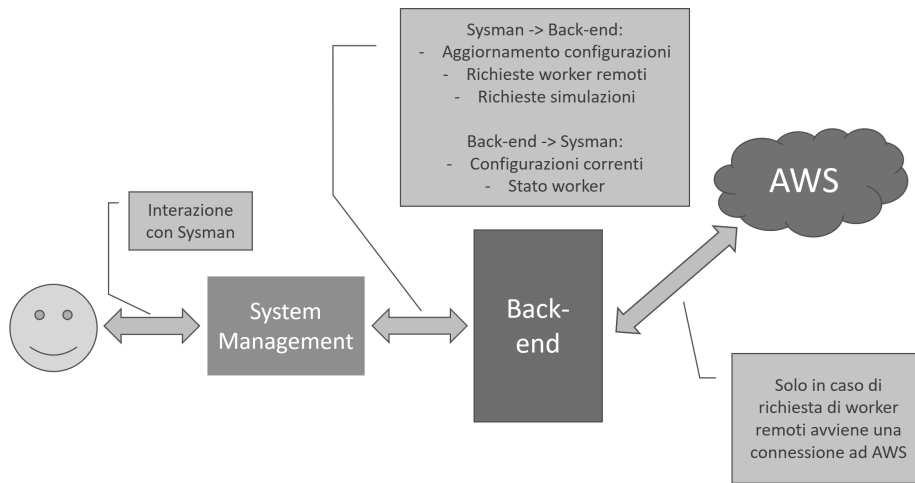 Sysman -> Back-end:
- Aggiornamento configurazioni
- Richieste worker remoti
- Richieste simulazioni
Back-end -> Sysman:
- Configurazioni correnti
- Stato worker
AWS
Interazione
con Sysman
System
Management
Back-
end
Solo in caso di
richiesta di worker
remoti avviene una
connessione ad AWS